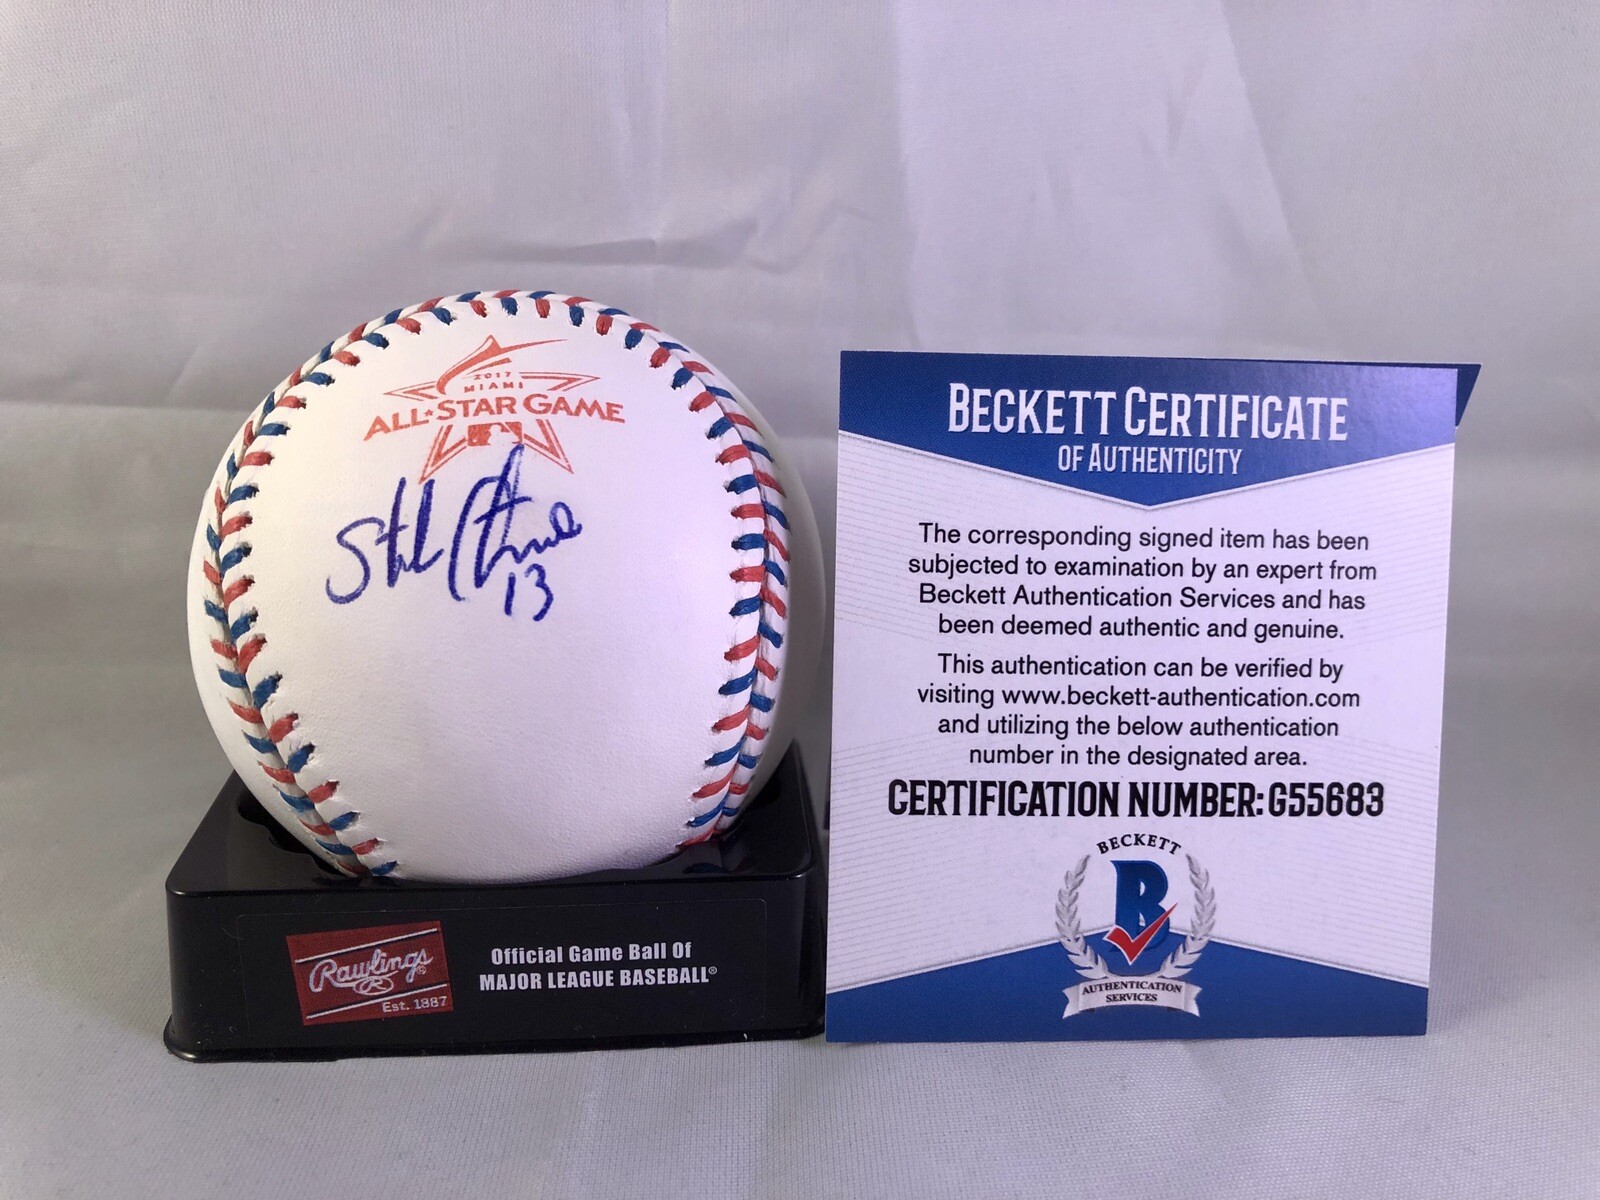 2017
MIAMI
ALL★STAR GAME
13
Rawlings®
R
Est. 1887
Official Game Ball Of
MAJOR LEAGUE BASEBALL®
BECKETT CERTIFICATE
OF AUTHENTICITY
The corresponding signed item has been
subjected to examination by an expert from
Beckett Authentication Services and has
been deemed authentic and genuine.
This authentication can be verified by
visiting www.beckett-authentication.com
and utilizing the below authentication
number in the designated area.
CERTIFICATION NUMBER: G55683
BECKETT
B
AUTHENTICATION
SERVICES